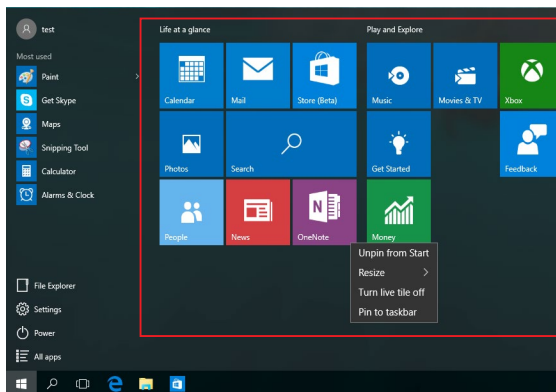 test
Most used
Paint
Get Skype
Maps
Snipping Tool
Calculator
Alarms & Clock
File Explorer
Settings
Power
All apps
Life at a glance
Play and Explore
Calendar
Mail
Store (Beta)
Music
Movies & TV
Xbox
Photos
Search
Get Started
Feedback
People
News
OneNote
Money
Unpin from Start
Resize
Turn live tile off
Pin to taskbar